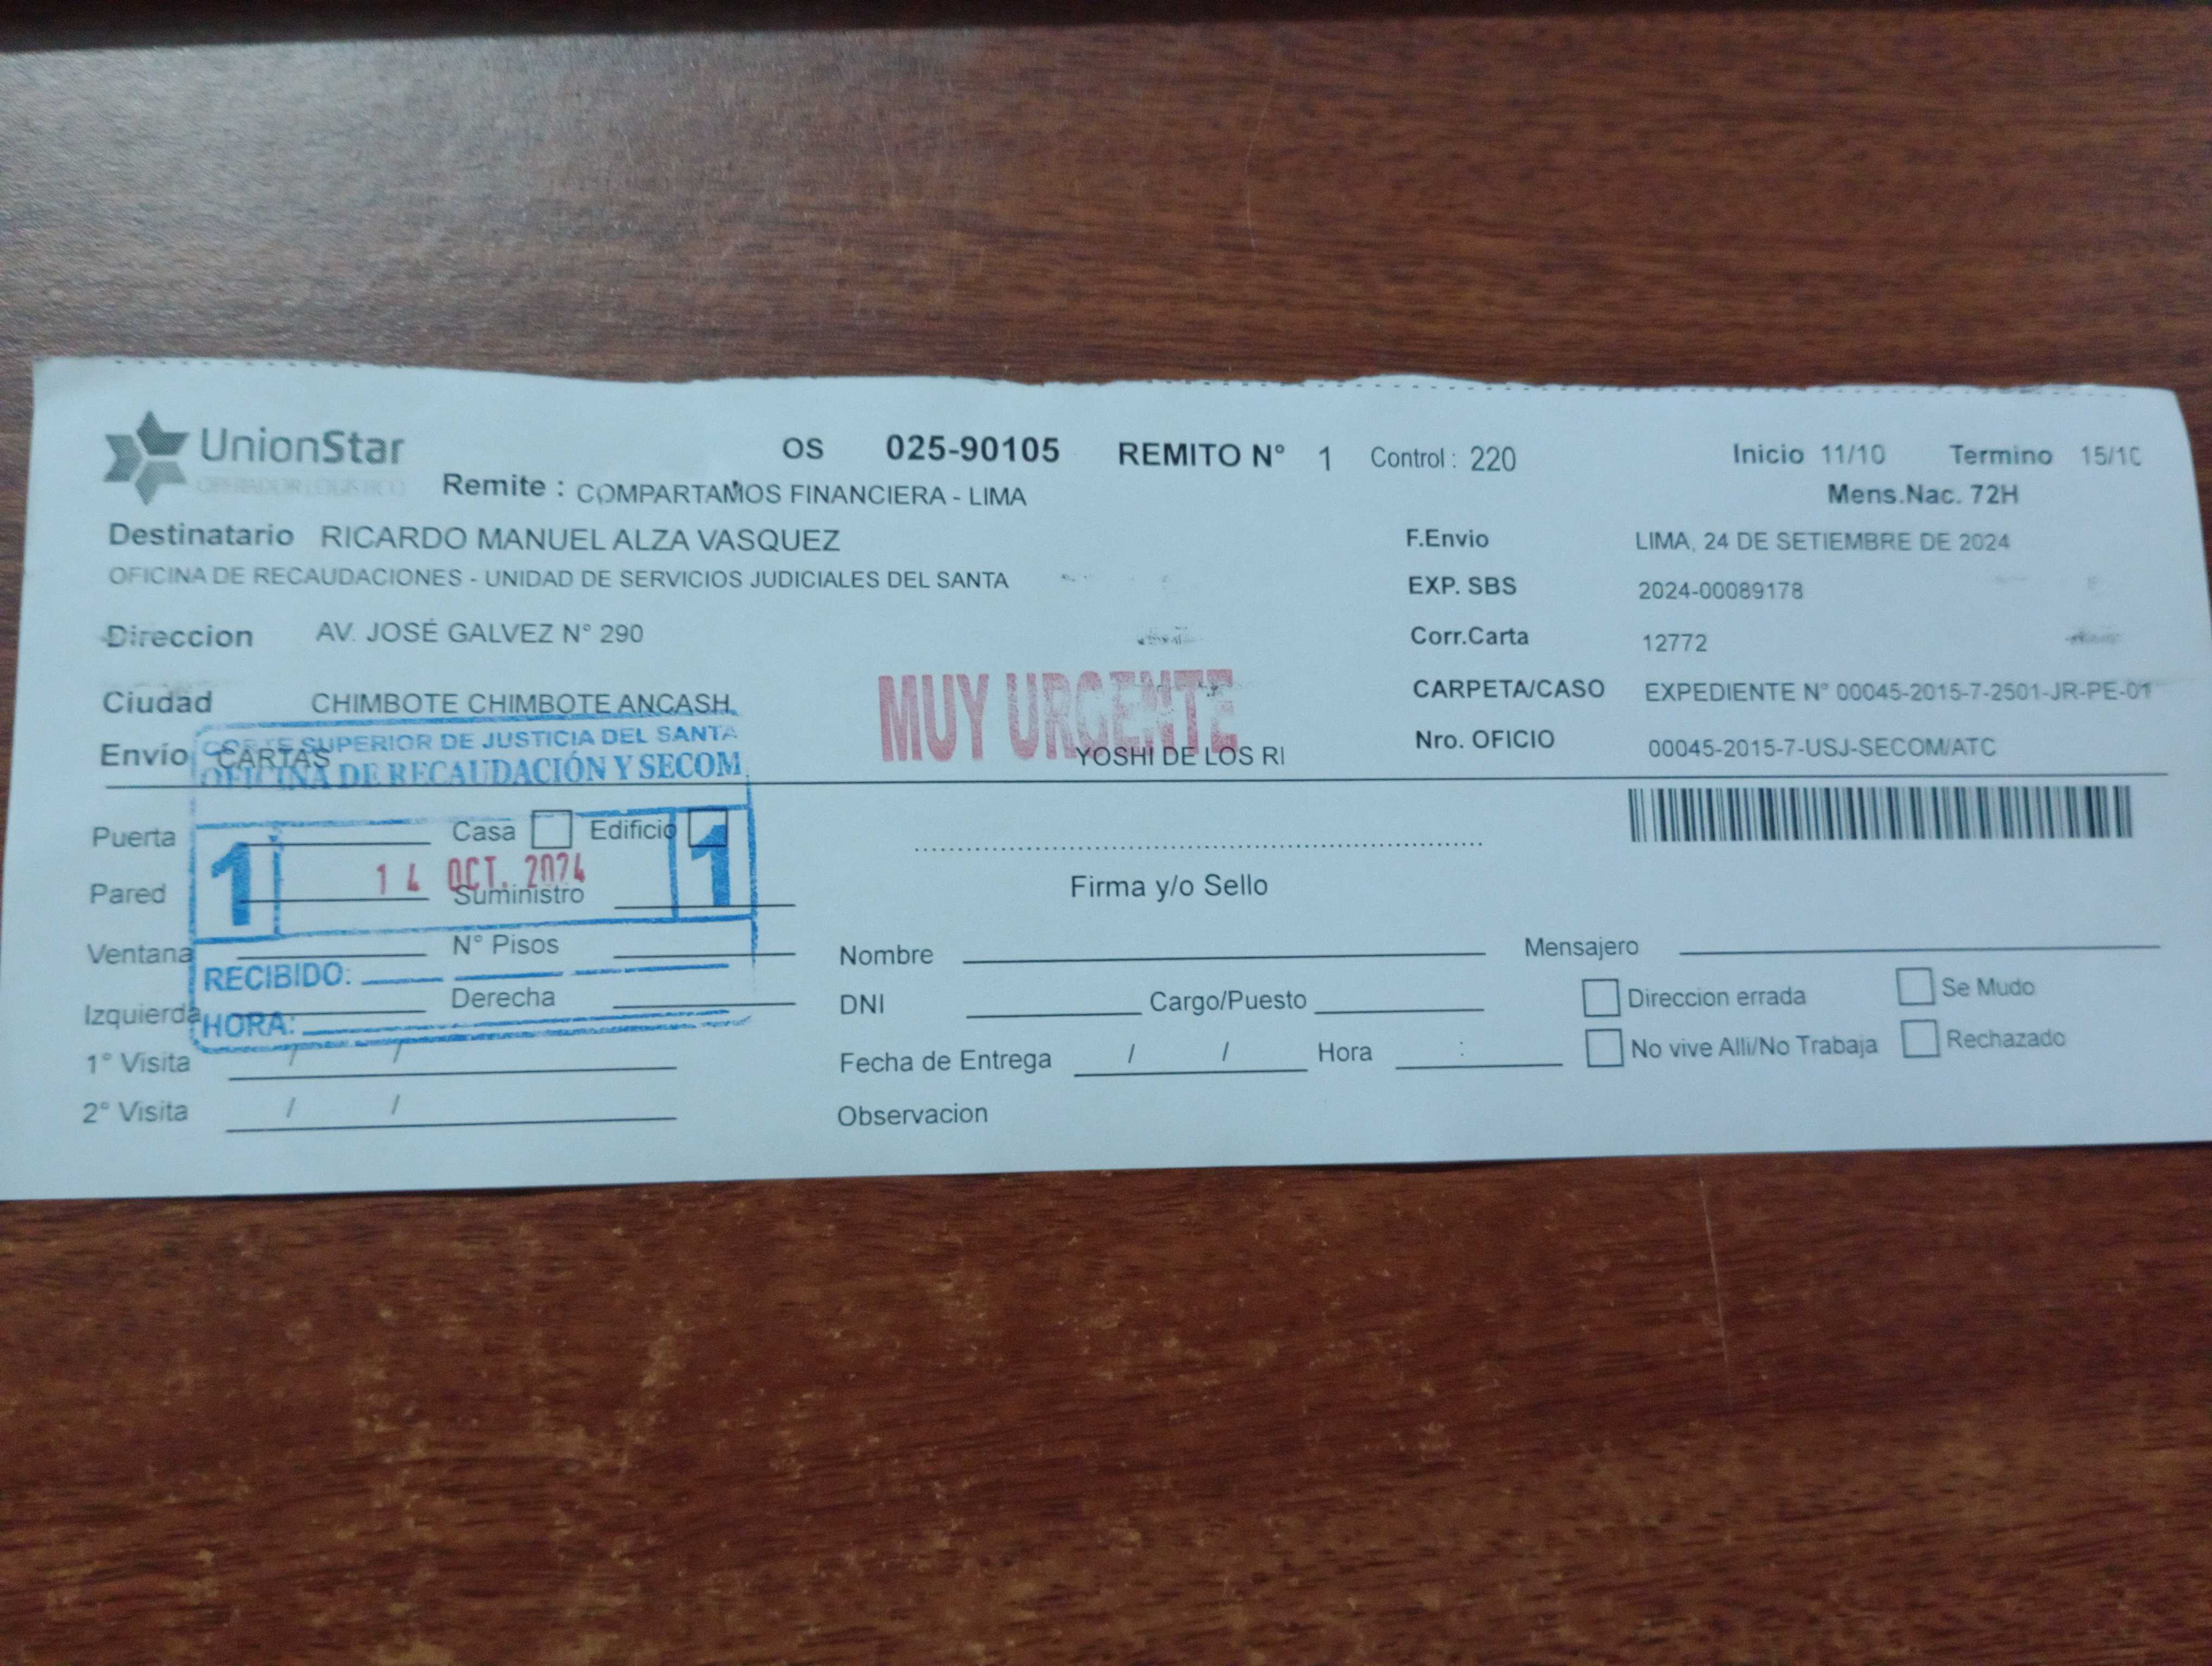 UnionStar
OPERADOR LOGISTICO
OS 025-90105 REMITO N° 1 Control : 220 Inicio 11/10 Termino 15/10
Remite : COMPARTAMOS FINANCIERA - LIMA Mens.Nac. 72H
Destinatario RICARDO MANUEL ALZA VASQUEZ F.Envio LIMA, 24 DE SETIEMBRE DE 2024
OFICINA DE RECAUDACIONES - UNIDAD DE SERVICIOS JUDICIALES DEL SANTA EXP. SBS 2024-00089178
Direccion AV. JOSÉ GALVEZ N° 290 Corr.Carta 12772
Ciudad CHIMBOTE CHIMBOTE ANCASH CARPETA/CASO EXPEDIENTE N° 00045-2015-7-2501-JR-PE-01
MUY URGENTE
Envío CARTAS YOSHI DE LOS RI Nro. OFICIO 00045-2015-7-USJ-SECOM/ATC
CORTE SUPERIOR DE JUSTICIA DEL SANTA
OFICINA DE RECAUDACIÓN Y SECOM
Puerta Casa Edificio
1 14 OCT. 2024 1
Pared Suministro Firma y/o Sello
Ventana N° Pisos Nombre Mensajero
RECIBIDO:
Izquierda Derecha DNI Cargo/Puesto Direccion errada Se Mudo
HORA:
1° Visita / / Fecha de Entrega / / Hora : No vive Alli/No Trabaja Rechazado
2° Visita / / Observacion